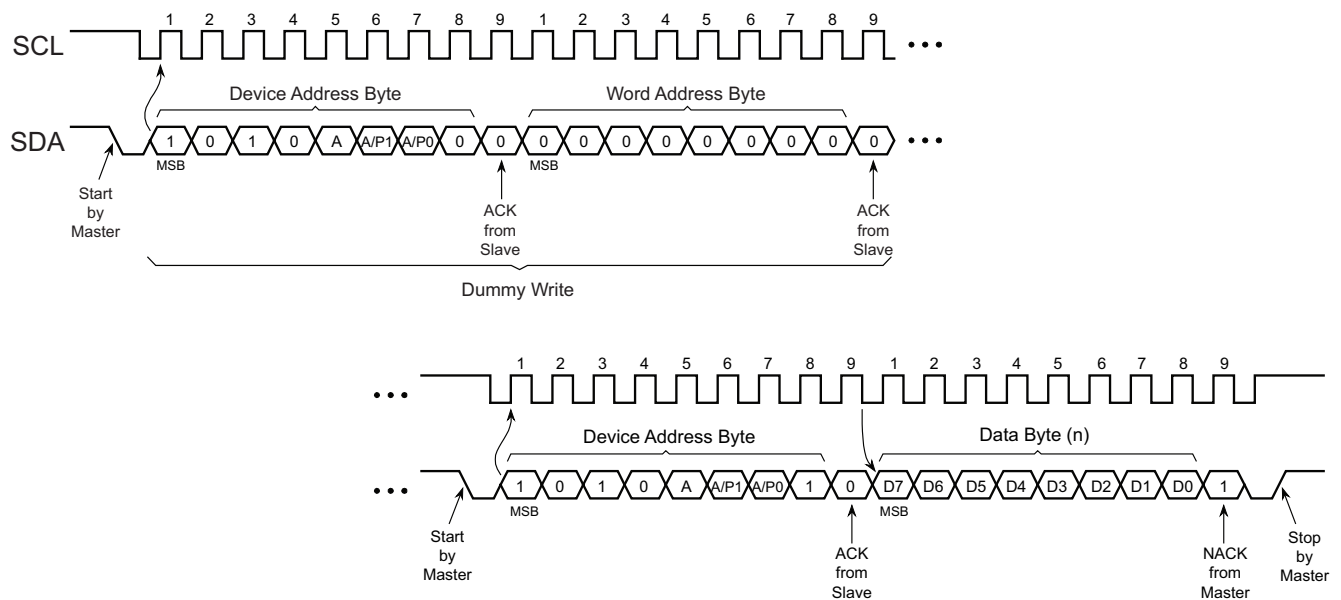 1 2 3 4 5 6 7 8 9 1 2 3 4 5 6 7 8 9
SCL
Device Address Byte Word Address Byte
SDA 1 0 1 0 A A/P1 A/P0 0 0 0 0 0 0 0 0 0 0 0
MSB MSB
Start
by
Master
ACK
from
Slave
ACK
from
Slave
Dummy Write
1 2 3 4 5 6 7 8 9 1 2 3 4 5 6 7 8 9
Device Address Byte Data Byte (n)
1 0 1 0 A A/P1 A/P0 1 0 D7 D6 D5 D4 D3 D2 D1 D0 1
MSB MSB
Start
by
Master
ACK
from
Slave
NACK
from
Master
Stop
by
Master